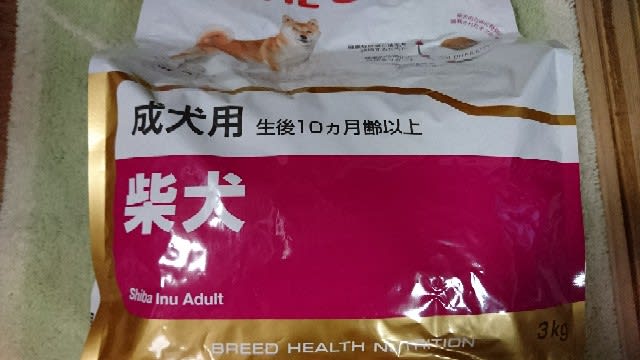 成犬用 生後10ヵ月齢以上
柴犬
Shiba Inu Adult
3kg
BREED HEALTH NUTRITION